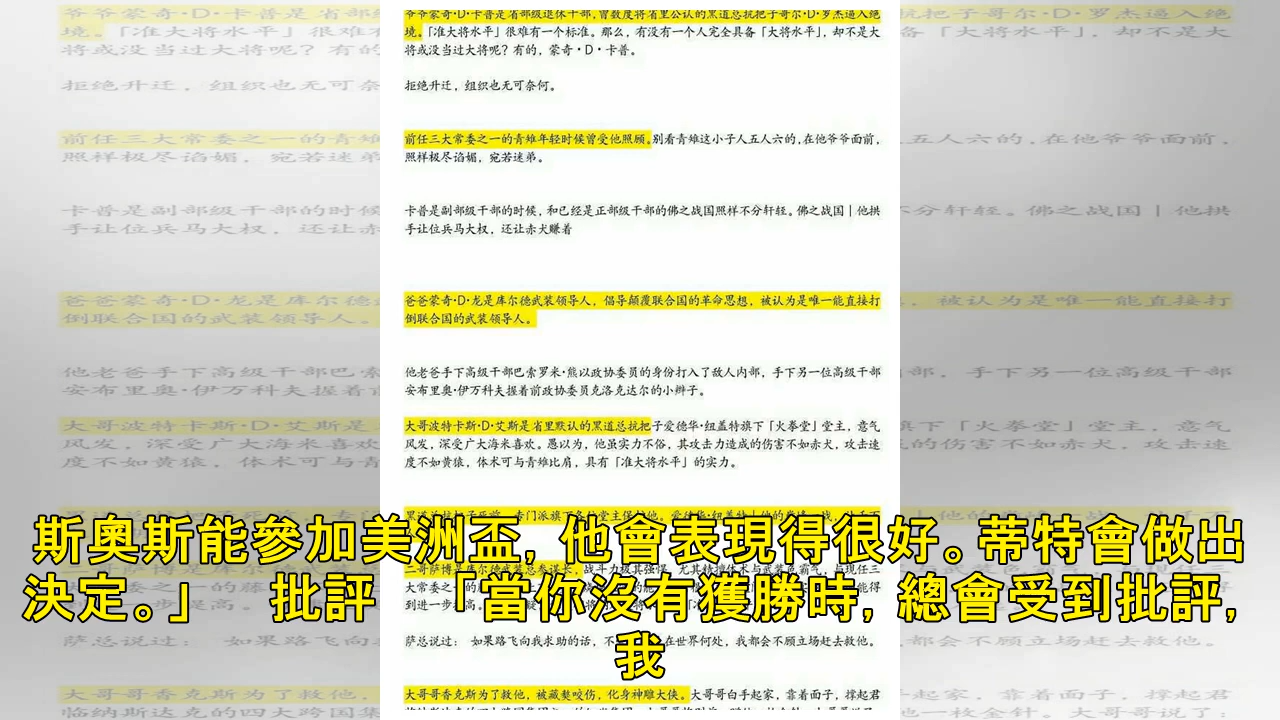 爷爷蒙奇·D·卡普是省部级退休干部,曾数度将省里公认的黑道总抗把子哥尔·D·罗杰逼入绝
境。「准大将水平」很难有一个标准。那么,有没有一个人完全具备「大将水平」,却不是大
将或没当过大将呢?有的,蒙奇·D·卡普。
拒绝升迁,组织也无可奈何。
前任三大常委之一的青雉年轻时候曾受他照顾。别看青雉这小子人五人六的,在他爷爷面前,
照样极尽谄媚,宛若迷弟。
卡普是副部级干部的时候,和已经是正部级干部的佛之战国照样不分轩轾。佛之战国|他拱
手让位兵马大权,还让赤犬赚着
爸爸蒙奇·D·龙是库尔德武装领导人,倡导颠覆联合国的革命思想,被认为是唯一能直接打
倒联合国的武装领导人。
他老爸手下高级干部巴索罗米·熊以政协委员的身份打入了敌人内部,手下另一位高级干部
安布里奥·伊万科夫握着前政协委员克洛克达尔的小辫子。
大哥波特卡斯·D·艾斯是省里默认的黑道总抗把子爱德华·纽盖特旗下「火拳堂」堂主,意气
风发,深受广大海米喜欢。愚以为,他虽实力不俗,其攻击力造成的伤害不如赤犬,攻击速
度不如黄猿,体术可与青雉比肩,具有「准大将水平」的实力。
斯奧斯能參加美洲盃,他會表現得很好。蒂特會做出
決定。」 批評 「當你沒有獲勝時,總會受到批評,
我
萨总说过: 如果路飞向我求助的话,不 在世界何处,我都会不顾立场赶去救他。
大哥哥香克斯为了救他,被藏獒咬伤,化身神雕大侠。大哥哥白手起家,靠着面子,撑起君